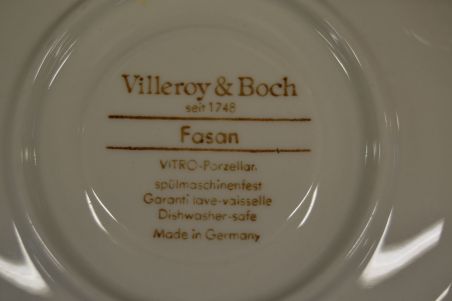 Villeroy & Boch
seit 1748
Fasan
VITRO-Porzellan
spülmaschinenfest
Garanti lave-vaisselle
Dishwasher-safe
Made in Germany